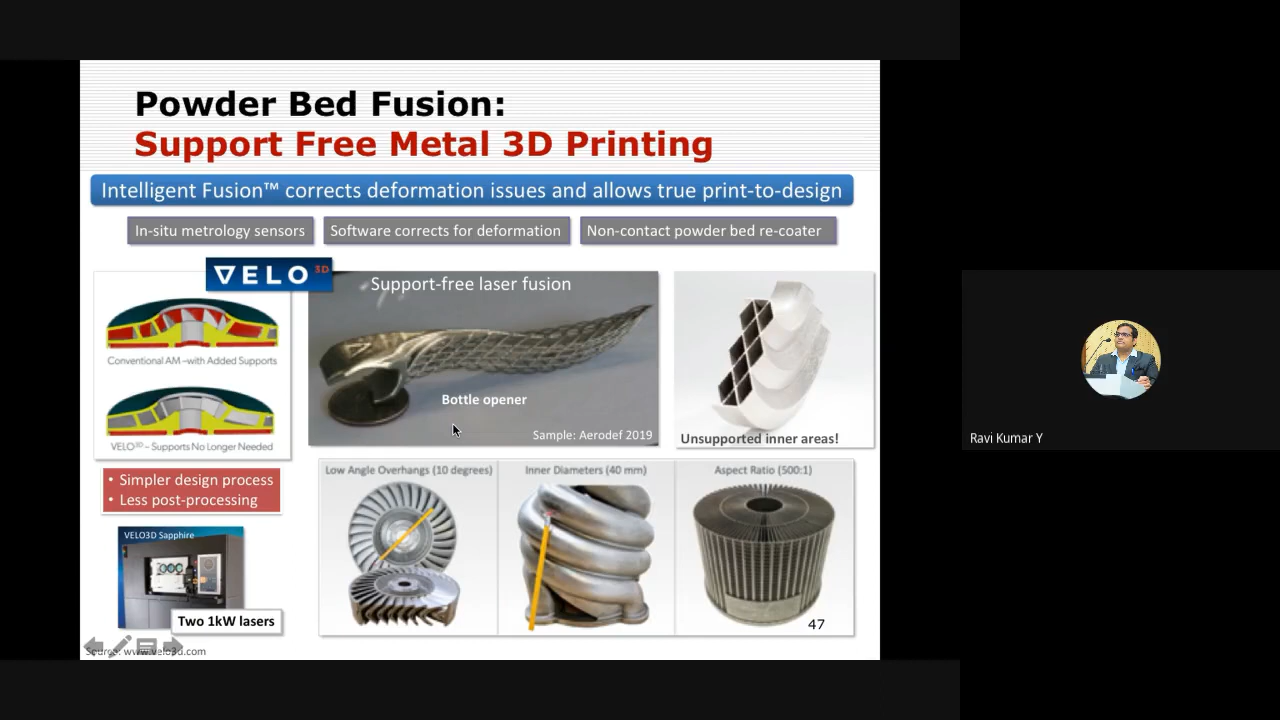 Powder Bed Fusion:
Support Free Metal 3D Printing
Intelligent Fusion™ corrects deformation issues and allows true print-to-design
In-situ metrology sensors
Software corrects for deformation
Non-contact powder bed re-coater
VELO3D
Support-free laser fusion
Conventional AM –with Added Supports
VELO3D – Supports No Longer Needed
Bottle opener
Sample: Aerodef 2019
Unsupported inner areas!
• Simpler design process
• Less post-processing
Low Angle Overhangs (10 degrees)
Inner Diameters (40 mm)
Aspect Ratio (500:1)
VELO3D Sapphire
Two 1kW lasers
47
Source: www.velo3d.com
Ravi Kumar Y